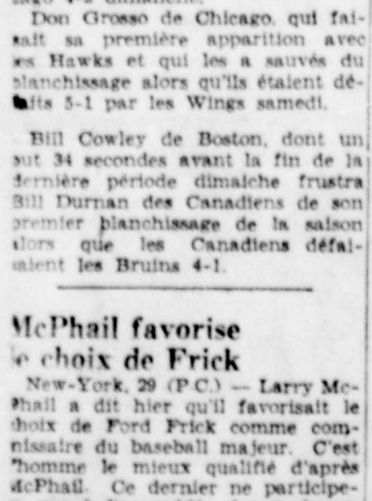 Don Grosso de Chicago, qui fai-
sait sa première apparition avec
les Hawks et qui les a sauvés du
blanchissage alors qu'ils étaient dé-
faits 5-1 par les Wings samedi.
Bill Cowley de Boston, dont un
but 34 secondes avant la fin de la
dernière période dimaiche frustra
Bill Durnan des Canadiens de son
premier blanchissage de la saison
alors que les Canadiens défai-
saient les Bruins 4-1.
McPhail favorise
le choix de Frick
New-York, 29 (P.C.) — Larry Mc-
Phail a dit hier qu'il favorisait le
choix de Ford Frick comme com-
missaire du baseball majeur. C'est
l'homme le mieux qualifié d'après
McPhail. Ce dernier ne participe-